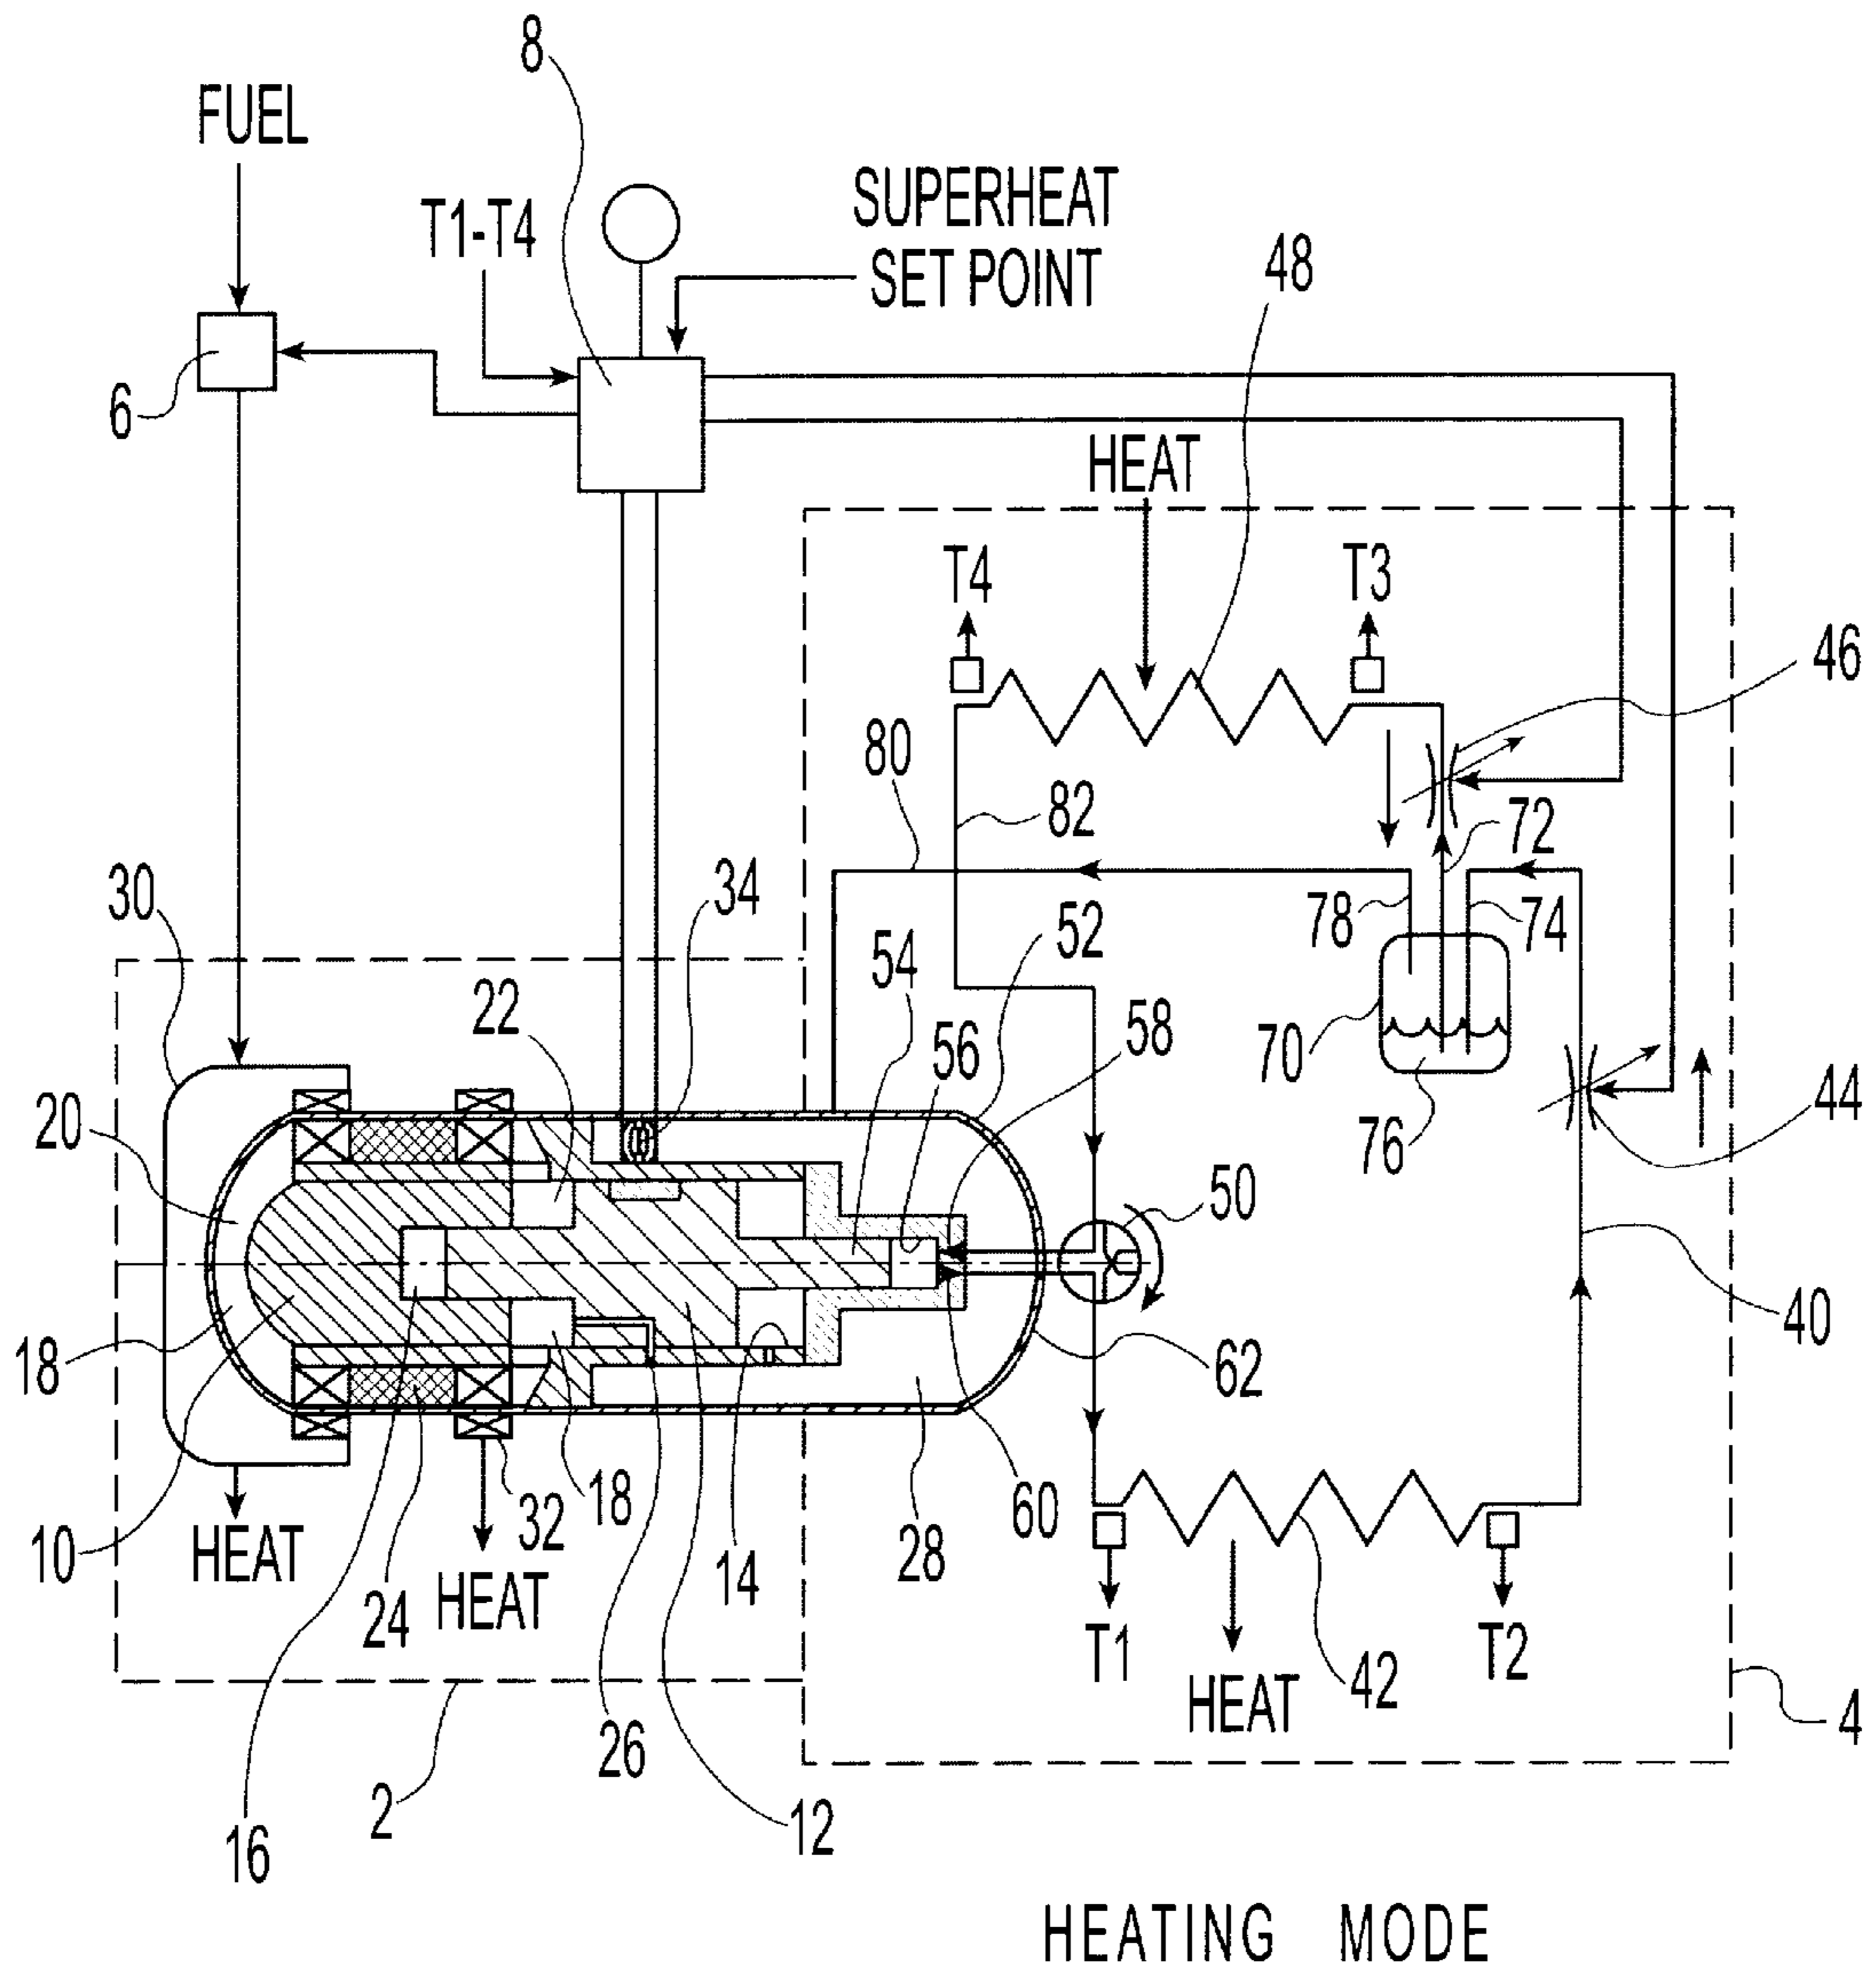 8
FUEL
SUPERHEAT
SET POINT
T1-T4
48
6
HEAT
T4
T3
46
80
82
72
30
34
78
74
54
52
22
58
56
70
20
76
44
50
18
40
62
18
60
32
10
HEAT
14
28
24
HEAT
T1
T2
42
HEAT
4
26
2
12
16
HEATING MODE